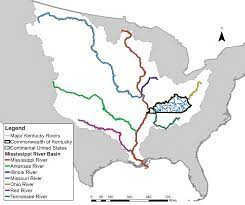 Legend
Major Kentucky Rivers
Commonwealth of Kentucky
Continental United States
Mississippi River Basin
Mississippi River
Arkansas River
Illinois River
Missouri River
Ohio River
Red River
Tennessee River